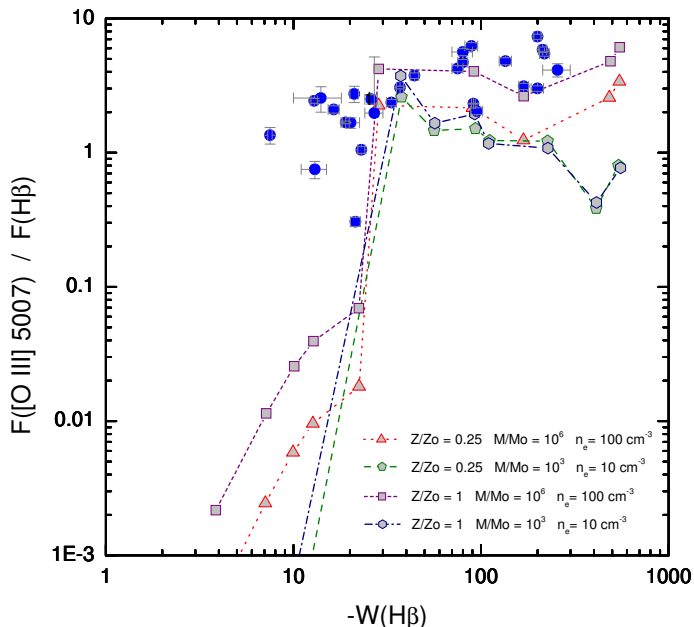 10
1
0.1
0.01
1E-3
F([O III] 5007) / F(Hβ)
Z/Zo = 0.25 M/Mo = 10⁶ nₑ= 100 cm⁻³
Z/Zo = 0.25 M/Mo = 10³ nₑ= 10 cm⁻³
Z/Zo = 1 M/Mo = 10⁶ nₑ= 100 cm⁻³
Z/Zo = 1 M/Mo = 10³ nₑ= 10 cm⁻³
1 10 100 1000
-W(Hβ)